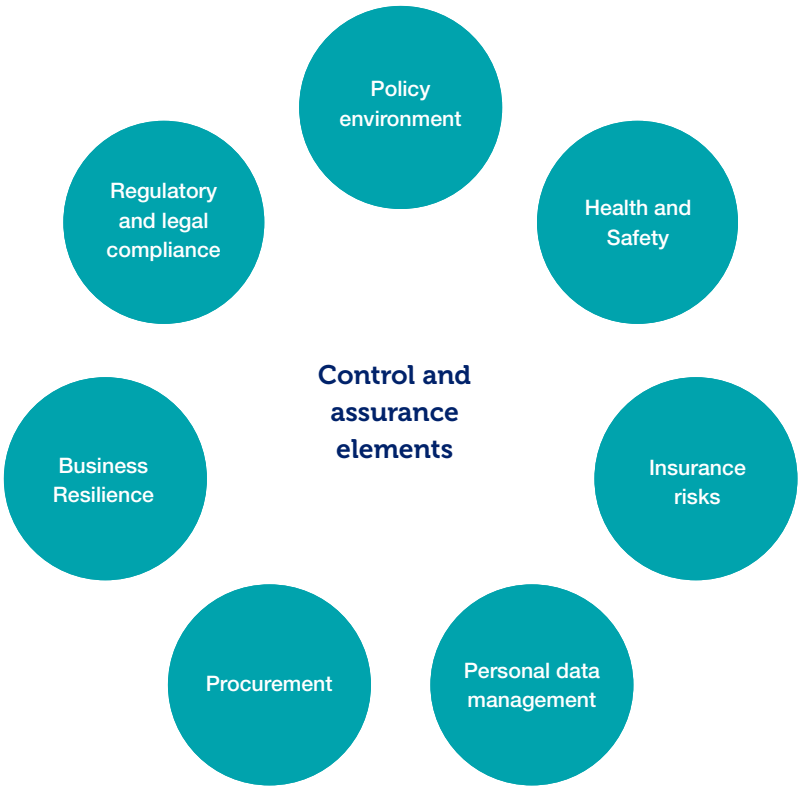 Policy
environment
Health and
Safety
Insurance
risks
Personal data
management
Procurement
Business
Resilience
Regulatory
and legal
compliance
Control and
assurance
elements